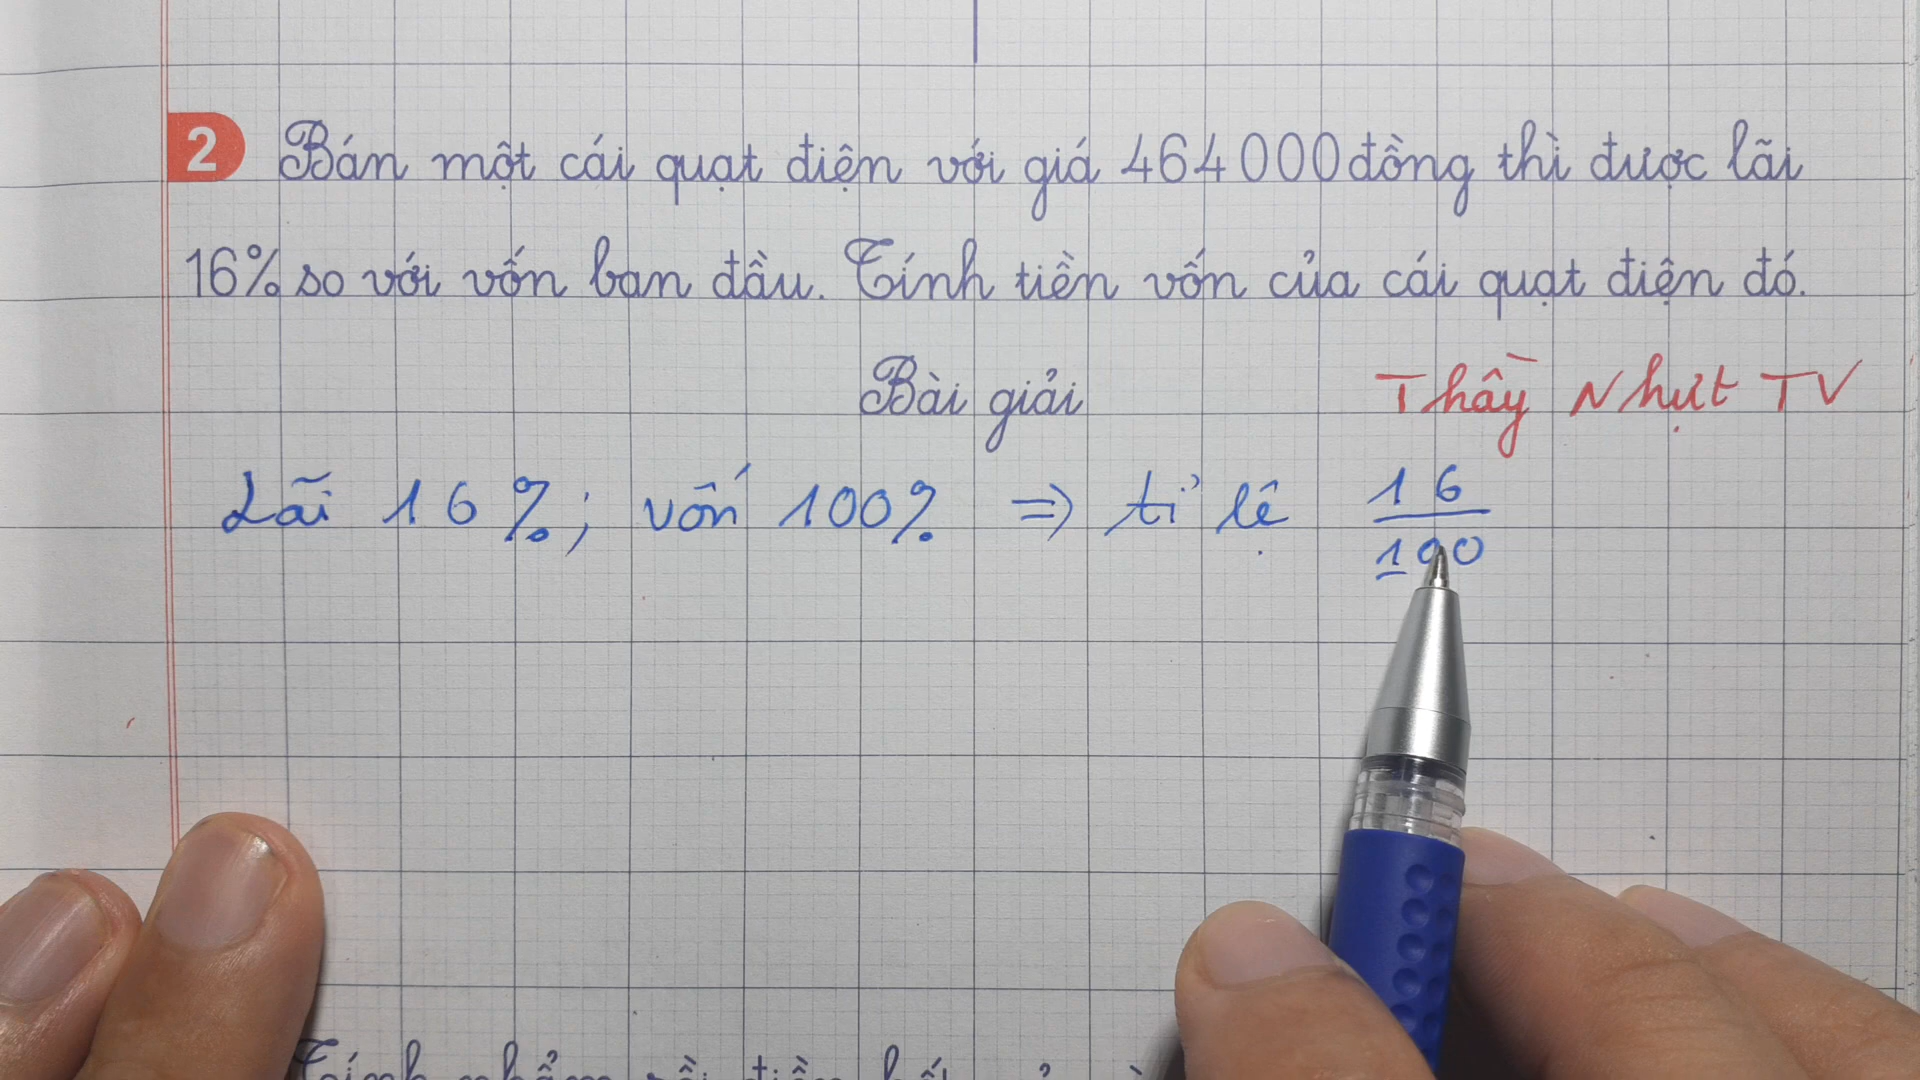 2 Bán một cái quạt điện với giá 464 000 đồng thì được lãi
16% so với vốn ban đầu. Tính tiền vốn của cái quạt điện đó.
Bài giải
Thầy Nhựt TV
Lãi 16%; vốn 100% => tỉ lệ 16/100
Tính